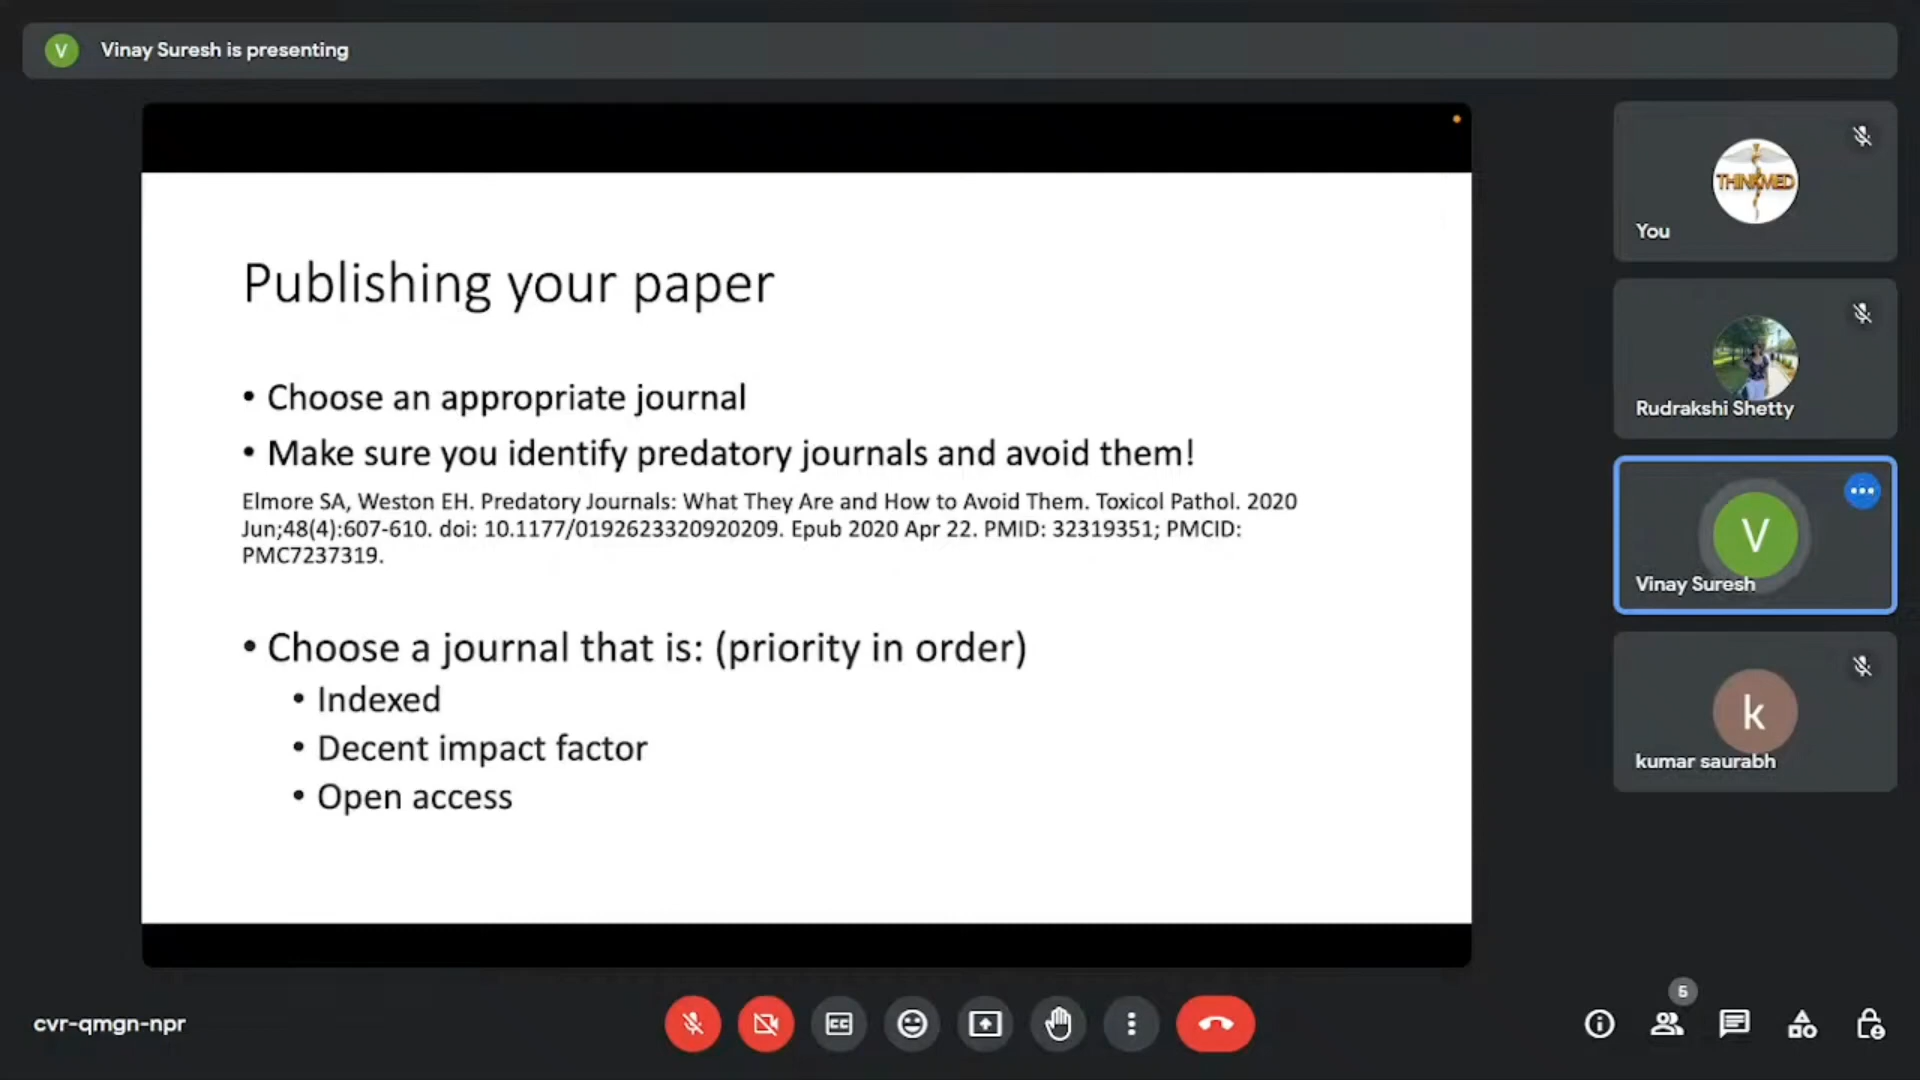 V
Vinay Suresh is presenting
THINKMED
You
Publishing your paper
Rudrakshi Shetty
• Choose an appropriate journal
• Make sure you identify predatory journals and avoid them!
Elmore SA, Weston EH. Predatory Journals: What They Are and How to Avoid Them. Toxicol Pathol. 2020
Jun;48(4):607-610. doi: 10.1177/0192623320920209. Epub 2020 Apr 22. PMID: 32319351; PMCID:
PMC7237319.
V
Vinay Suresh
• Choose a journal that is: (priority in order)
• Indexed
• Decent impact factor
• Open access
k
kumar saurabh
cvr-qmgn-npr
CC
5